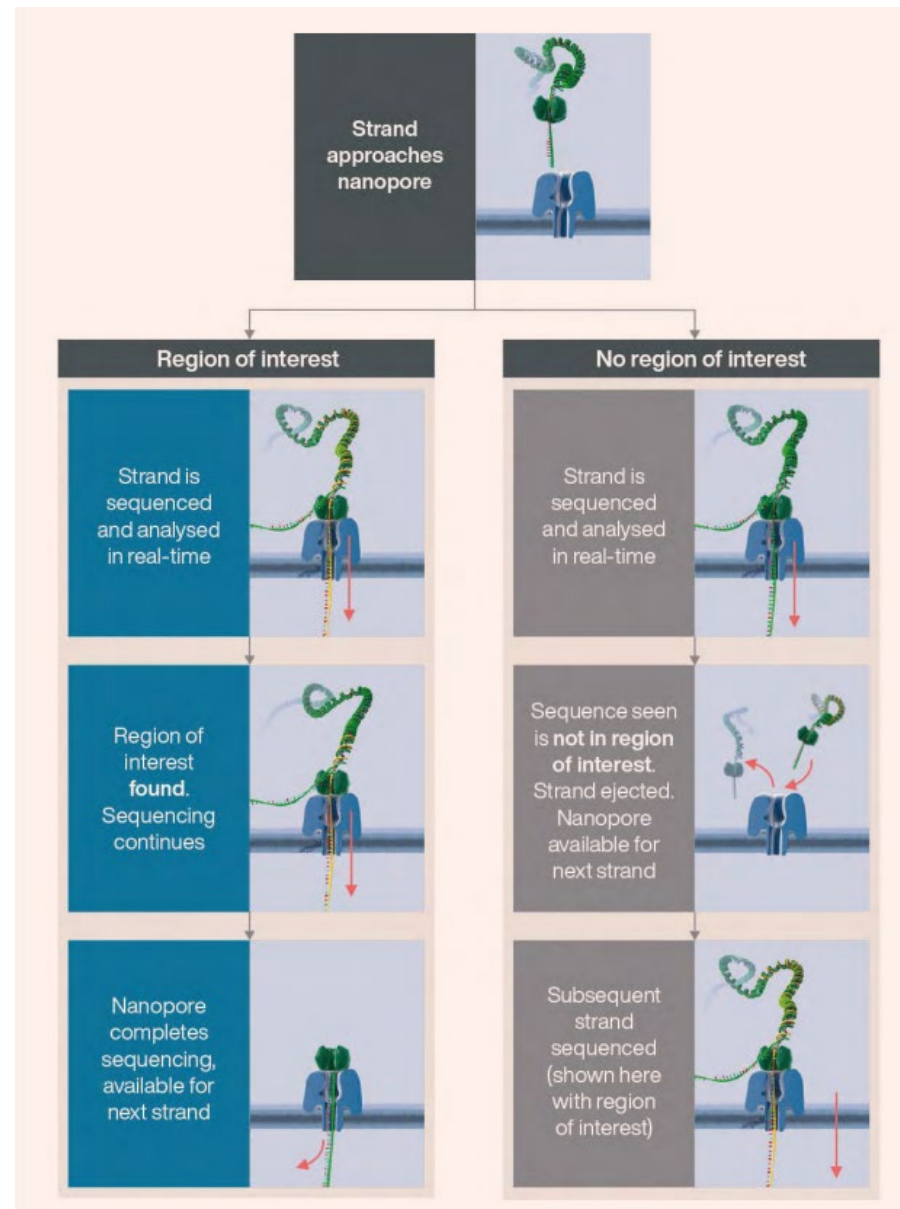 Strand
approaches
nanopore
Region of interest
Strand is
sequenced
and analysed
in real-time
Region of
interest
found.
Sequencing
continues
Nanopore
completes
sequencing,
available for
next strand
No region of interest
Strand is
sequenced
and analysed
in real-time
Sequence seen
is not in region
of interest.
Strand ejected.
Nanopore
available for
next strand
Subsequent
strand
sequenced
(shown here
with region
of interest)